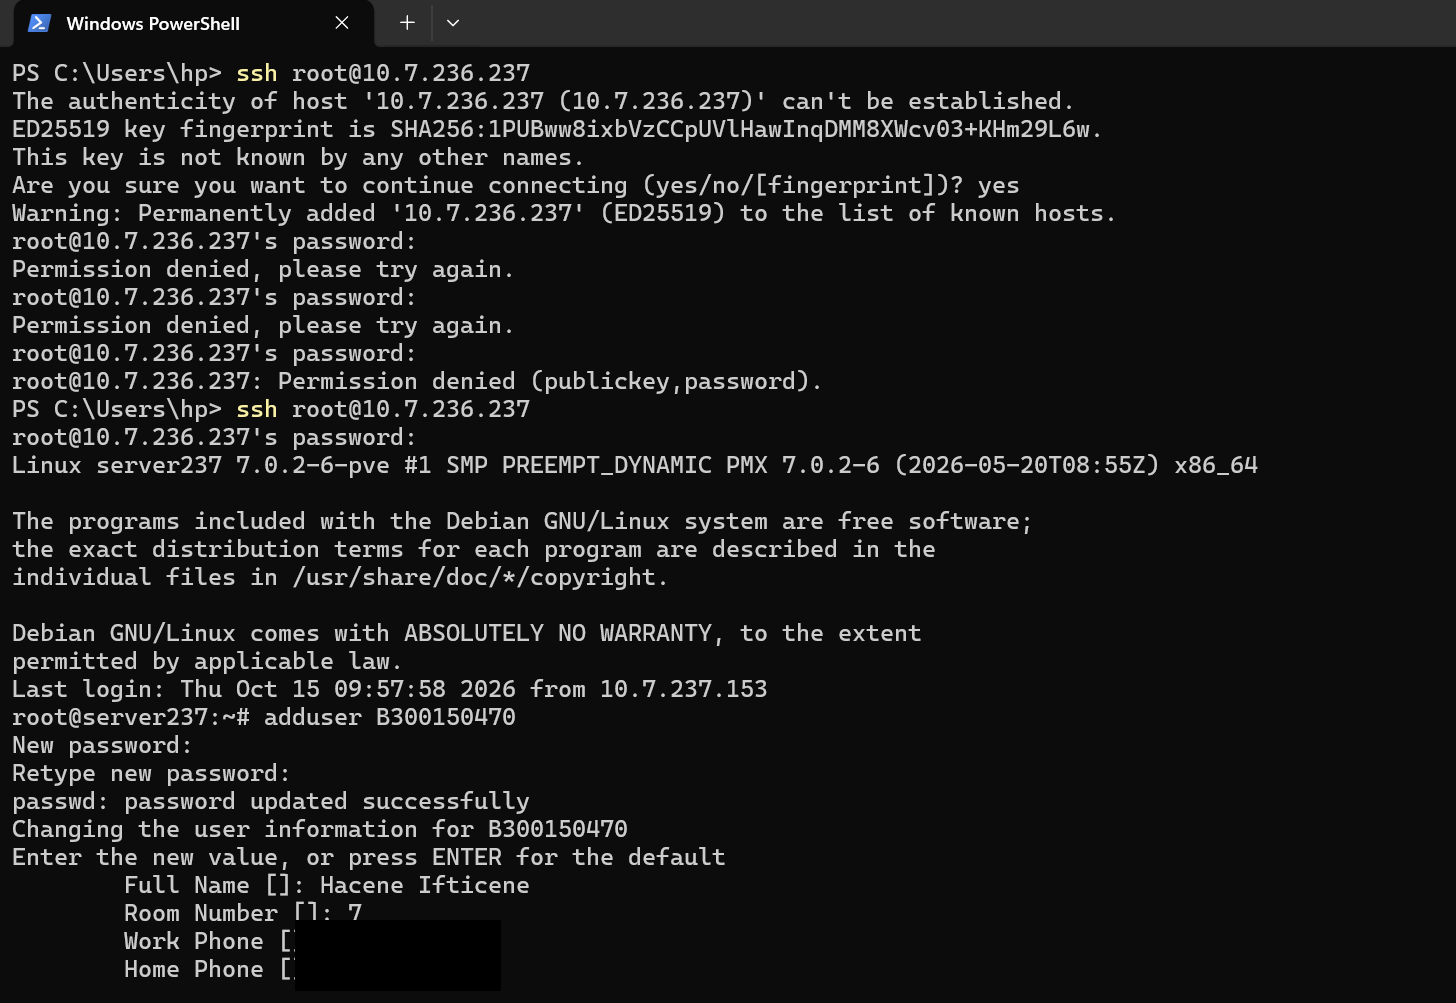 Windows PowerShell
PS C:\Users\hp> ssh root@10.7.236.237
The authenticity of host '10.7.236.237 (10.7.236.237)' can't be established.
ED25519 key fingerprint is SHA256:1PUBww8ixbVzCCpUVlHawInqDMM8XWcv03+KHm29L6w.
This key is not known by any other names.
Are you sure you want to continue connecting (yes/no/[fingerprint])? yes
Warning: Permanently added '10.7.236.237' (ED25519) to the list of known hosts.
root@10.7.236.237's password:
Permission denied, please try again.
root@10.7.236.237's password:
Permission denied, please try again.
root@10.7.236.237's password:
root@10.7.236.237: Permission denied (publickey,password).
PS C:\Users\hp> ssh root@10.7.236.237
root@10.7.236.237's password:
Linux server237 7.0.2-6-pve #1 SMP PREEMPT_DYNAMIC PMX 7.0.2-6 (2026-05-20T08:55Z) x86_64

The programs included with the Debian GNU/Linux system are free software;
the exact distribution terms for each program are described in the
individual files in /usr/share/doc/*/copyright.

Debian GNU/Linux comes with ABSOLUTELY NO WARRANTY, to the extent
permitted by applicable law.
Last login: Thu Oct 15 09:57:58 2026 from 10.7.237.153
root@server237:~# adduser B300150470
New password:
Retype new password:
passwd: password updated successfully
Changing the user information for B300150470
Enter the new value, or press ENTER for the default
Full Name []: Hacene Ifticene
Room Number []: 7
Work Phone [
Home Phone [